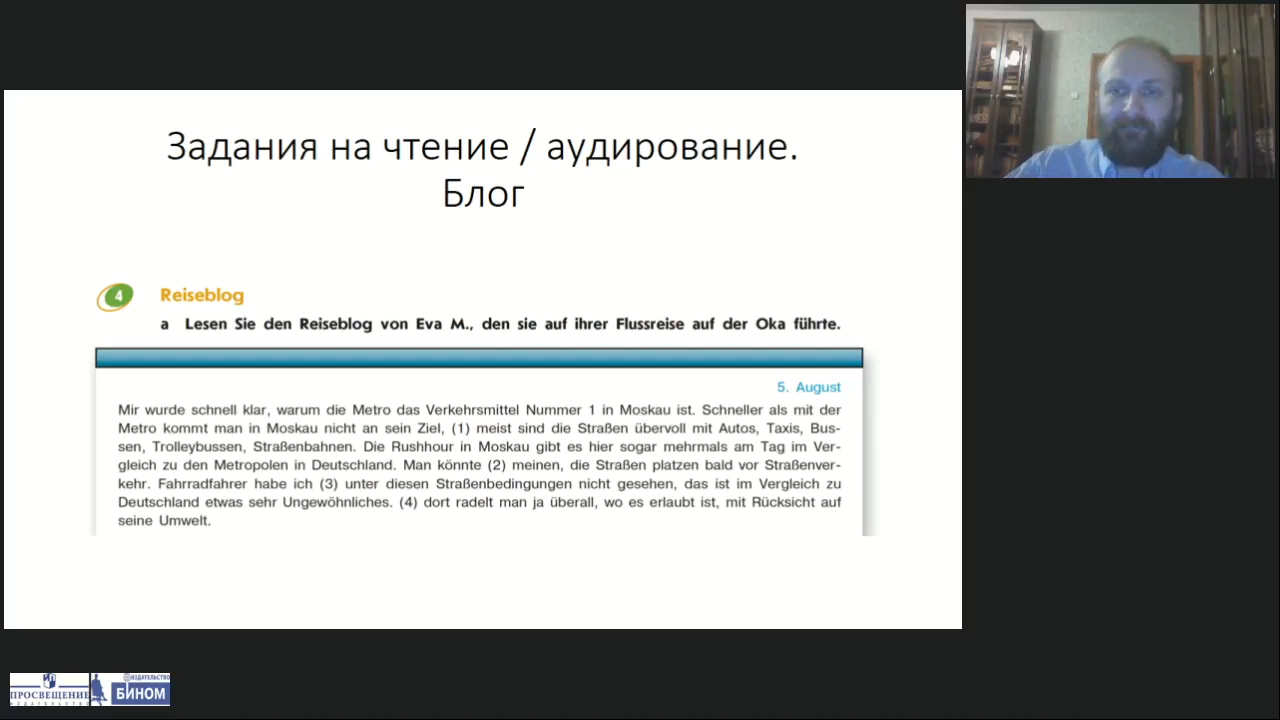 Задания на чтение / аудирование.
Блог
4 Reiseblog
a Lesen Sie den Reiseblog von Eva M., den sie auf ihrer Flussreise auf der Oka führte.
5. August
Mir wurde schnell klar, warum die Metro das Verkehrsmittel Nummer 1 in Moskau ist. Schneller als mit der
Metro kommt man in Moskau nicht an sein Ziel, (1) meist sind die Straßen übervoll mit Autos, Taxis, Bus-
sen, Trolleybussen, Straßenbahnen. Die Rushhour in Moskau gibt es hier sogar mehrmals am Tag im Ver-
gleich zu den Metropolen in Deutschland. Man könnte (2) meinen, die Straßen platzen bald vor Straßenver-
kehr. Fahrradfahrer habe ich (3) unter diesen Straßenbedingungen nicht gesehen, das ist im Vergleich zu
Deutschland etwas sehr Ungewöhnliches. (4) dort radelt man ja überall, wo es erlaubt ist, mit Rücksicht auf
seine Umwelt.
ПРОСВЕЩЕНИЕ
ИЗДАТЕЛЬСТВО
ИЗДАТЕЛЬСТВО
БИНОМ